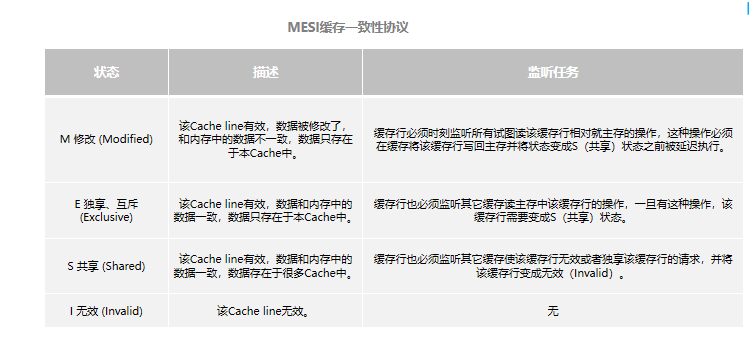 MESI缓存一致性协议
状态
描述
监听任务
M 修改 (Modified)
该Cache line有效，数据被修改了，
和内存中的数据不一致，数据只存在
于本Cache中。
缓存行必须时刻监听所有试图读该缓存行相对就主存的操作，这种操作必须
在缓存将该缓存行写回主存并将状态变成S（共享）状态之前被延迟执行。
E 独享、互斥
(Exclusive)
该Cache line有效，数据和内存中的
数据一致，数据只存在于本Cache中。
缓存行也必须监听其它缓存读主存中该缓存行的操作，一旦有这种操作，该
缓存行需要变成S（共享）状态。
S 共享 (Shared)
该Cache line有效，数据和内存中的
数据一致，数据存在于很多Cache中。
缓存行也必须监听其它缓存使该缓存行无效或者独享该缓存行的请求，并将
该缓存行变成无效（Invalid）。
I 无效 (Invalid)
该Cache line无效。
无